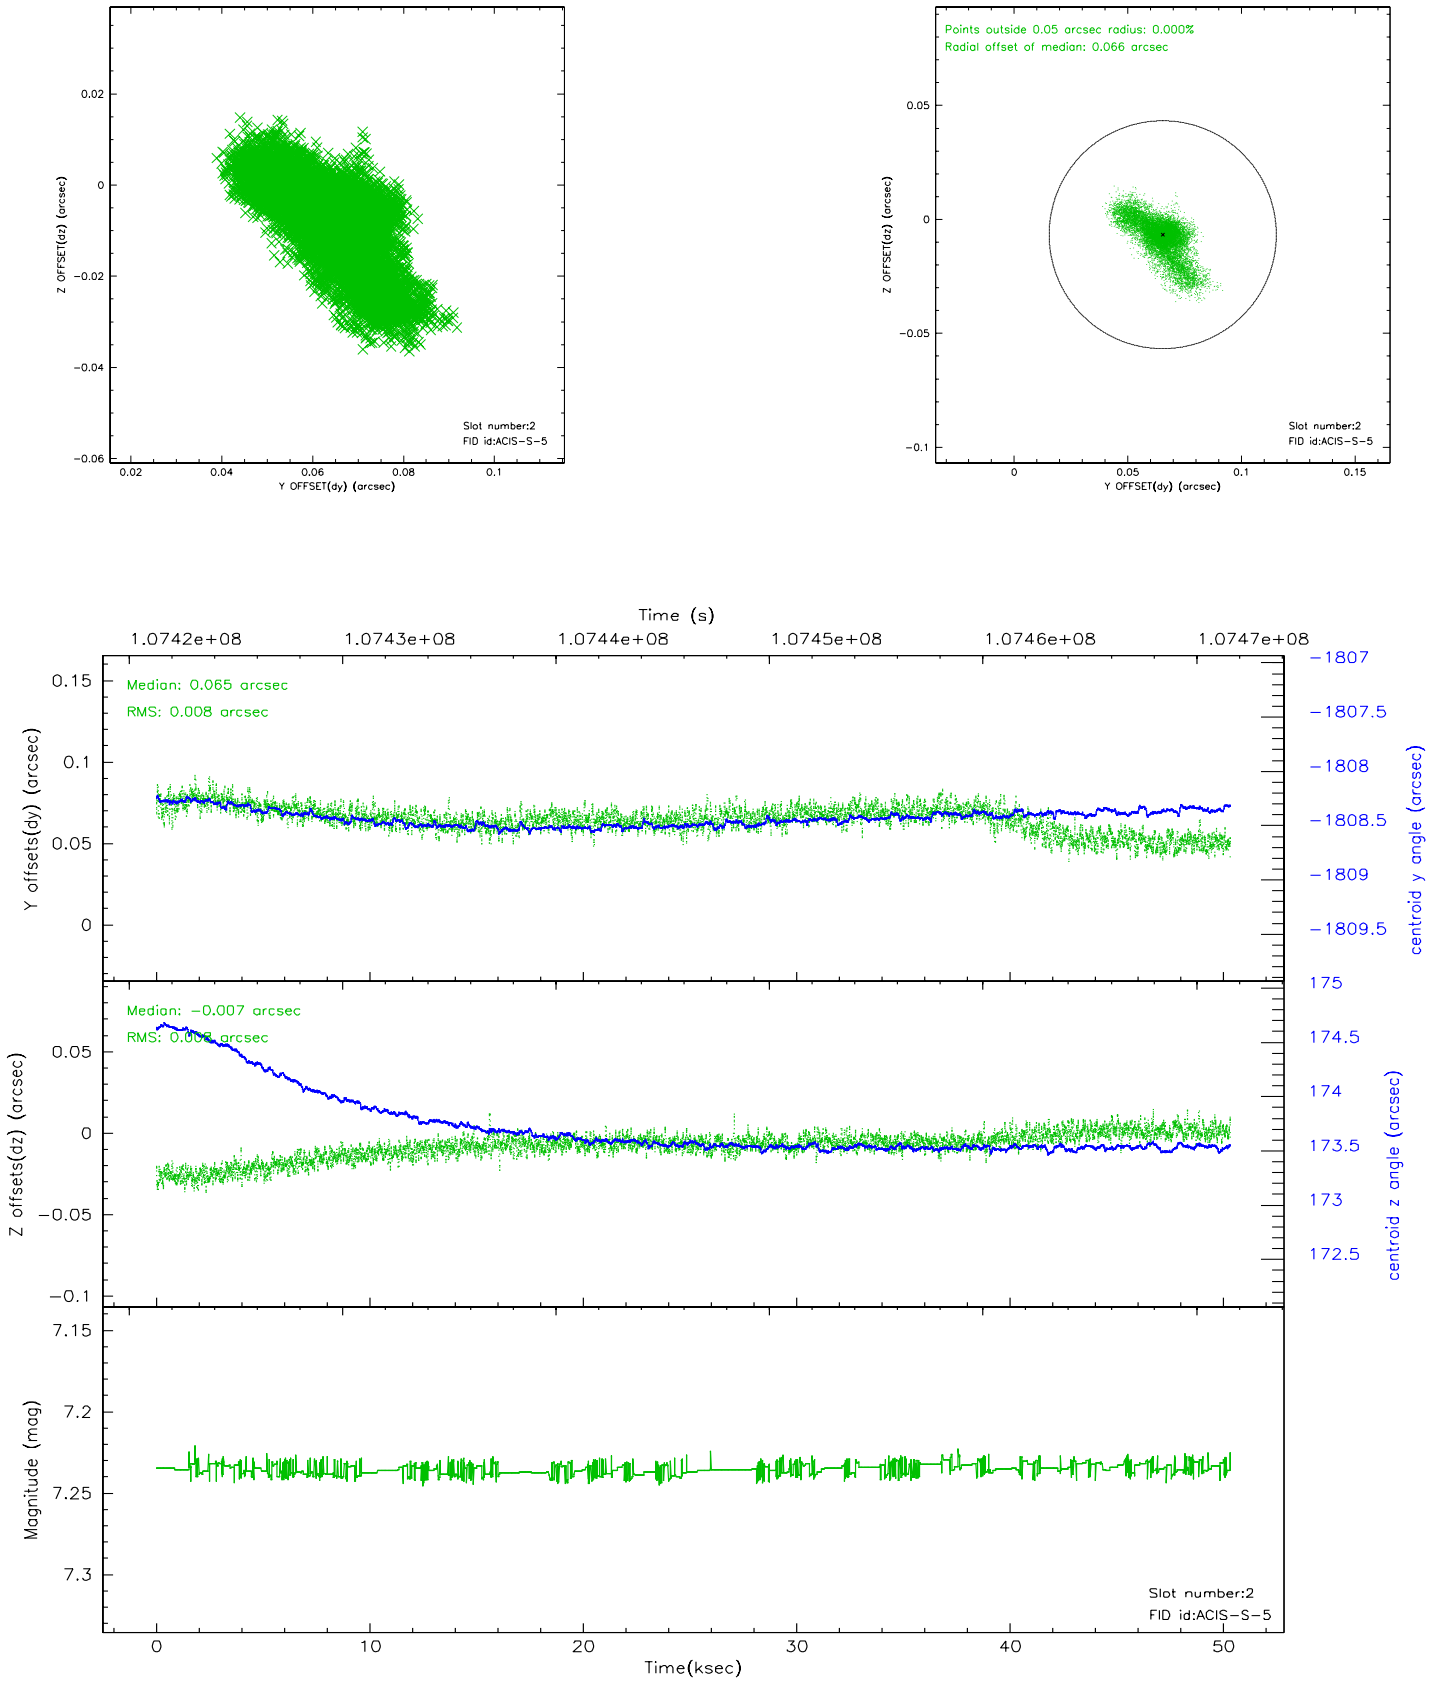 0.02
0
-0.02
-0.04
-0.06
Z OFFSET(dz) (arcsec)
Slot number:2
FID id:ACIS-S-5
0.02 0.04 0.06 0.08 0.1
Y OFFSET(dy) (arcsec)
Points outside 0.05 arcsec radius: 0.000%
Radial offset of median: 0.066 arcsec
0.05
0
-0.05
-0.1
Z OFFSET(dz) (arcsec)
Slot number:2
FID id:ACIS-S-5
0 0.05 0.1 0.15
Y OFFSET(dy) (arcsec)
Time (s)
1.0742e+08 1.0743e+08 1.0744e+08 1.0745e+08 1.0746e+08 1.0747e+08
Median: 0.065 arcsec
RMS: 0.008 arcsec
0.15
0.1
0.05
0
Y offsets(dy) (arcsec)
-1807
-1807.5
-1808
-1808.5
-1809
-1809.5
centroid y angle (arcsec)
Median: -0.007 arcsec
RMS: 0.008 arcsec
0.05
0
-0.05
-0.1
Z offsets(dz) (arcsec)
175
174.5
174
173.5
173
172.5
centroid z angle (arcsec)
7.15
7.2
7.25
7.3
Magnitude (mag)
Slot number:2
FID id:ACIS-S-5
0 10 20 30 40 50
Time(ksec)